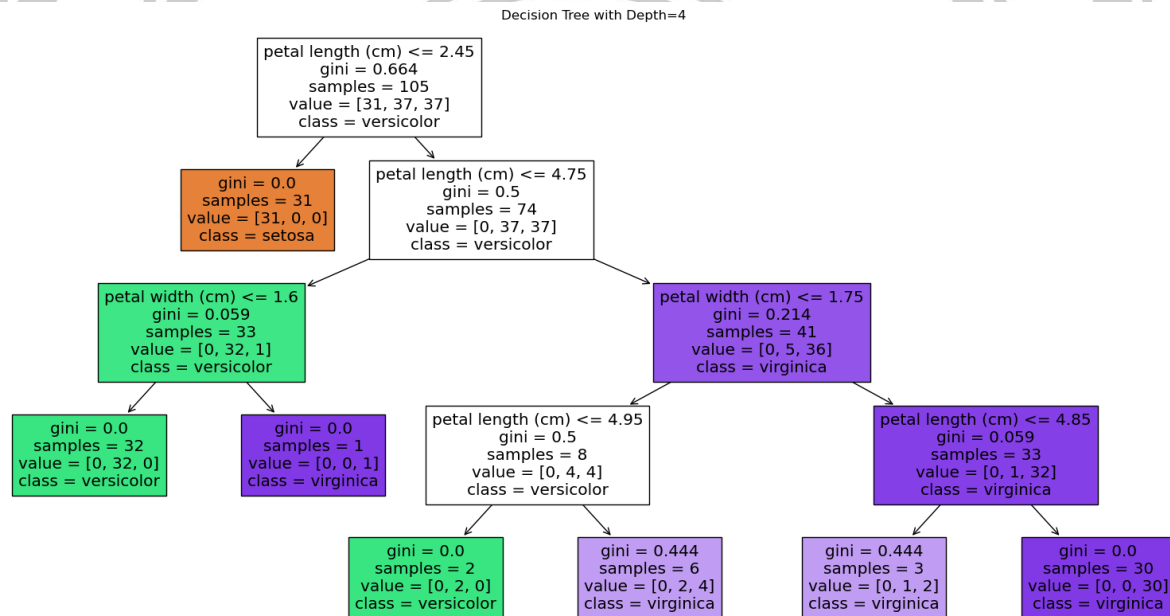 Decision Tree with Depth=4
petal length (cm) <= 2.45
gini = 0.664
samples = 105
value = [31, 37, 37]
class = versicolor
gini = 0.0
samples = 31
value = [31, 0, 0]
class = setosa
petal length (cm) <= 4.75
gini = 0.5
samples = 74
value = [0, 37, 37]
class = versicolor
petal width (cm) <= 1.6
gini = 0.059
samples = 33
value = [0, 32, 1]
class = versicolor
petal width (cm) <= 1.75
gini = 0.214
samples = 41
value = [0, 5, 36]
class = virginica
gini = 0.0
samples = 32
value = [0, 32, 0]
class = versicolor
gini = 0.0
samples = 1
value = [0, 0, 1]
class = virginica
petal length (cm) <= 4.95
gini = 0.5
samples = 8
value = [0, 4, 4]
class = versicolor
petal length (cm) <= 4.85
gini = 0.059
samples = 33
value = [0, 1, 32]
class = virginica
gini = 0.0
samples = 2
value = [0, 2, 0]
class = versicolor
gini = 0.444
samples = 6
value = [0, 2, 4]
class = virginica
gini = 0.444
samples = 3
value = [0, 1, 2]
class = virginica
gini = 0.0
samples = 30
value = [0, 0, 30]
class = virginica